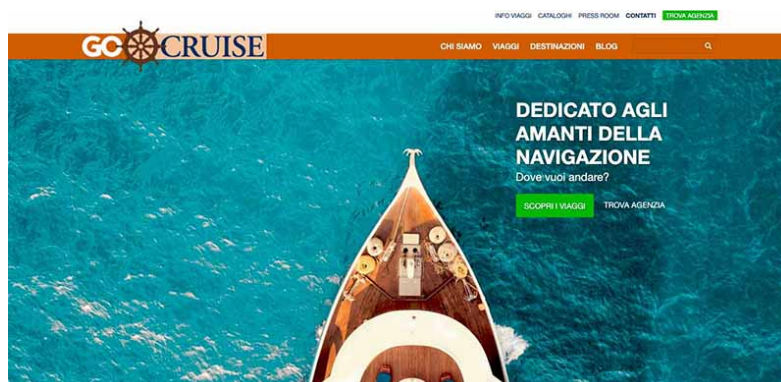 INFO VIAGGI CATALOGHI PRESS ROOM CONTATTI TROVA AGENZIA
GO CRUISE
CHI SIAMO VIAGGI DESTINAZIONI BLOG
DEDICATO AGLI
AMANTI DELLA
NAVIGAZIONE
Dove vuoi andare?
SCOPRI I VIAGGI TROVA AGENZIA